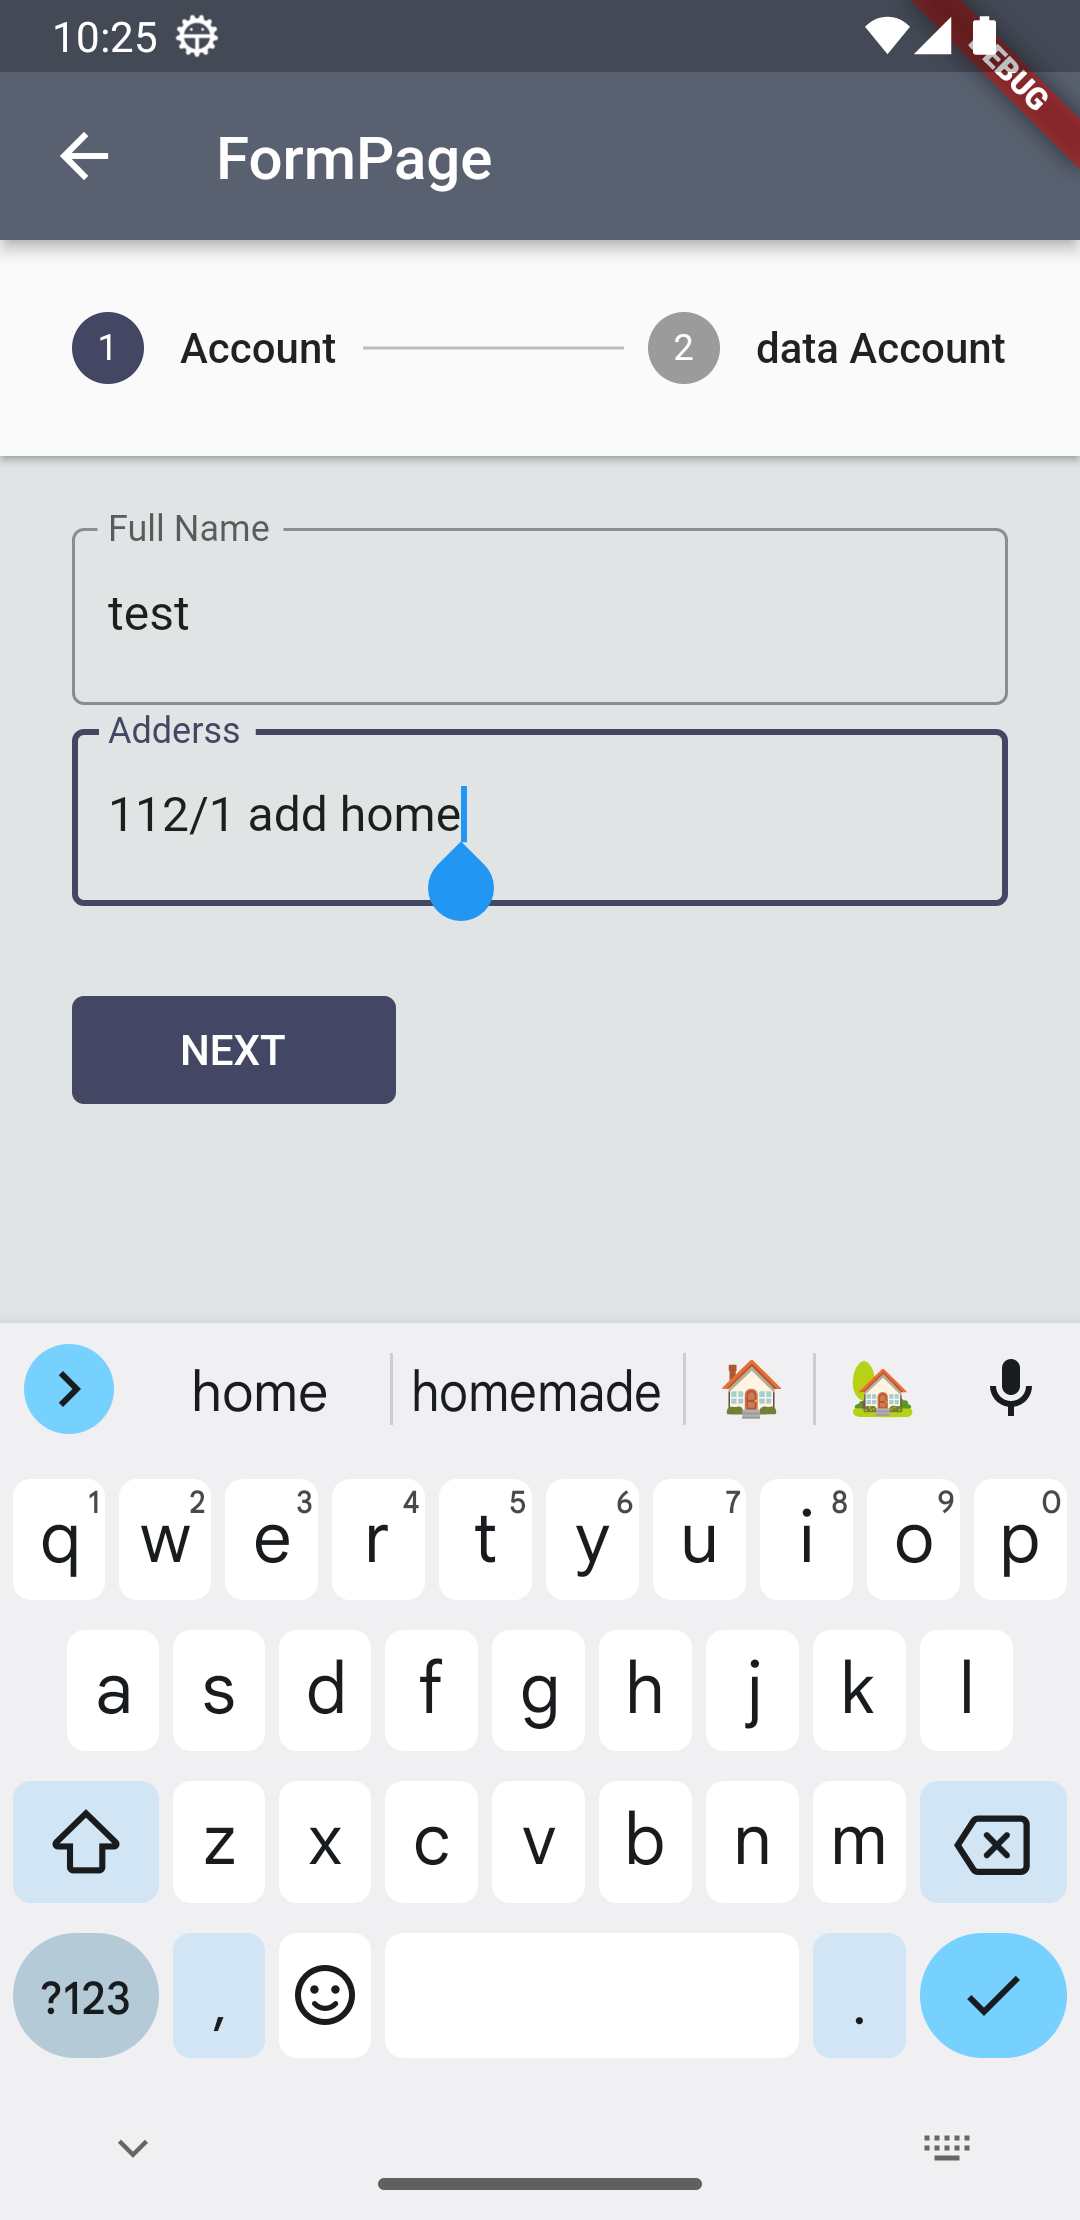 10:25
DEBUG
FormPage
1 Account 2 data Account
Full Name
test
Adderss
112/1 add home
NEXT
home homemade
q1 w2 e3 r4 t5 y6 u7 i8 o9 p0
a s d f g h j k l
z x c v b n m
?123 , .